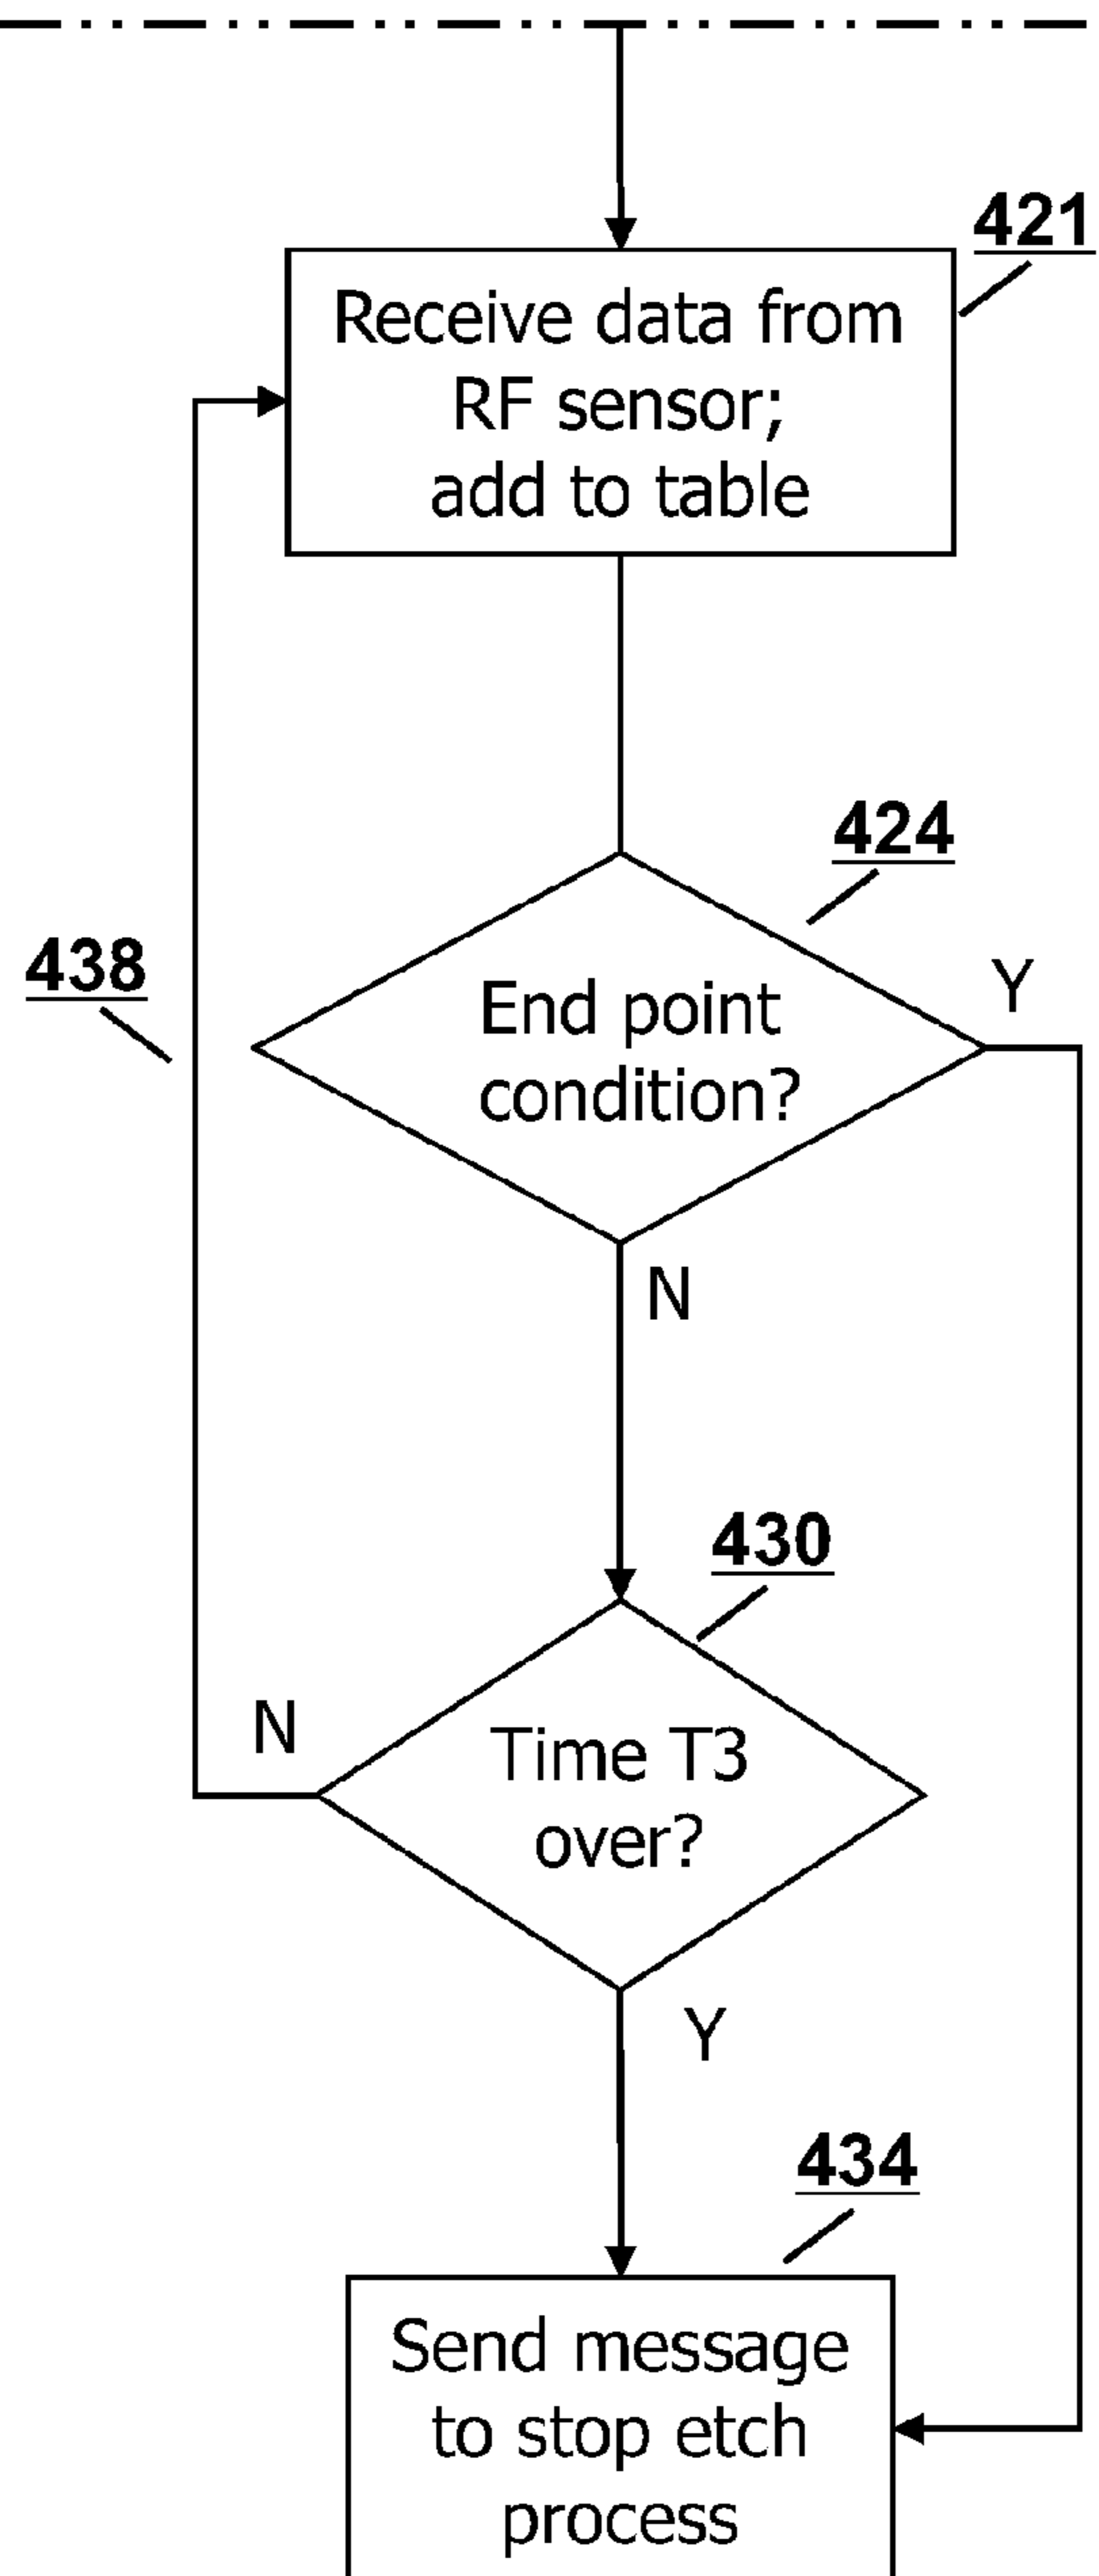 421
Receive data from
RF sensor;
add to table
424
438
Y
End point
condition?
N
430
N
Time T3
over?
Y
434
Send message
to stop etch
process